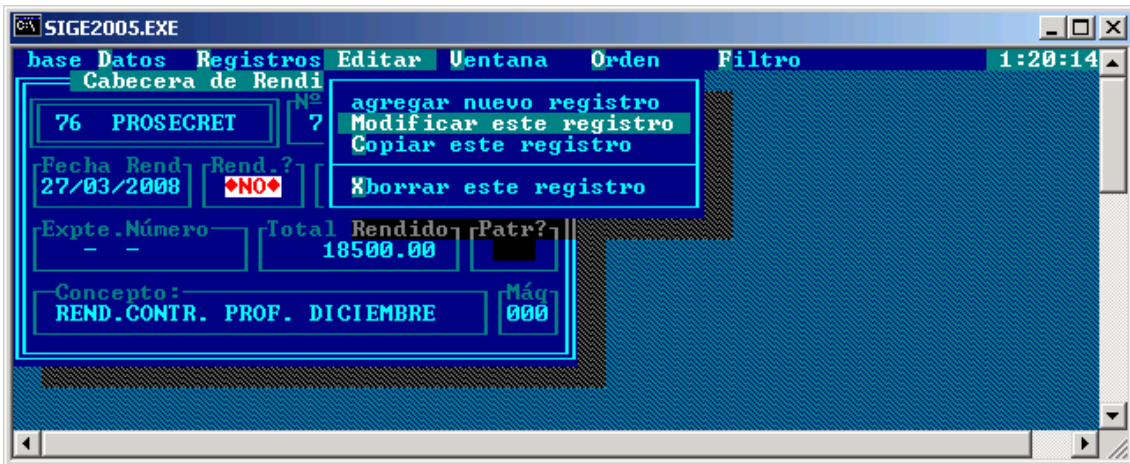 SIGE2005.EXE
base Datos Registros Editar Ventana Orden Filtro 1:20:14
Cabecera de Rendi
Nº
agregar nuevo registro
76 PROSECRET 7
Modificar este registro
Copiar este registro
Fecha Rend Rend.?
27/03/2008 NO
Xborrar este registro
Expte.Número Total Rendido Patr?
- - 18500.00
Concepto: Máq
REND.CONTR. PROF. DICIEMBRE 000